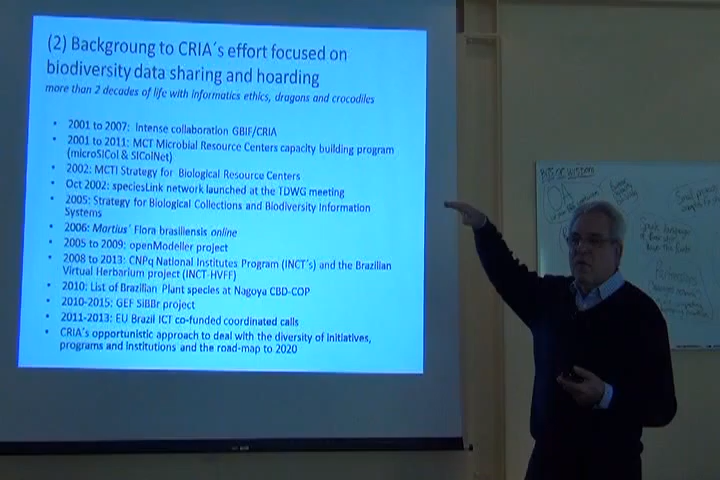 (2) Backgroung to CRIA´s effort focused on
biodiversity data sharing and hoarding
more than 2 decades of life with informatics ethics, dragons and crocodiles
• 2001 to 2007: Intense collaboration GBIF/CRIA
• 2001 to 2011: MCT Microbial Resource Centers capacity building program
(microSiCol & SIColNet)
• 2002: MCTI Strategy for Biological Resource Centers
• Oct 2002: speciesLink network launched at the TDWG meeting
• 2005: Strategy for Biological Collections and Biodiversity Information
Systems
• 2006: Martius´ Flora brasiliensis online
• 2005 to 2009: openModeller project
• 2008 to 2013: CNPq National Institutes Program (INCT's) and the Brazilian
Virtual Herbarium project (INCT-HVFF)
• 2010: List of Brazilian Plant species at Nagoya CBD-COP
• 2010-2015: GEF SiBBr project
• 2011-2013: EU Brazil ICT co-funded coordinated calls
• CRIA's opportunistic approach to deal with the diversity of initiatives,
programs and institutions and the road-map to 2020
OA